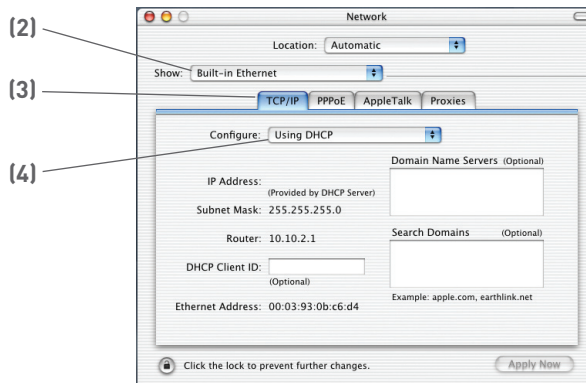 Network
(2)
Location: Automatic
Show: Built-in Ethernet
(3)
TCP/IP PPPoE AppleTalk Proxies
(4)
Configure: Using DHCP
Domain Name Servers (Optional)
IP Address:
(Provided by DHCP Server)
Subnet Mask: 255.255.255.0
Router: 10.10.2.1
Search Domains (Optional)
DHCP Client ID:
(Optional)
Example: apple.com, earthlink.net
Ethernet Address: 00:03:93:0b:c6:d4
Click the lock to prevent further changes.
Apply Now